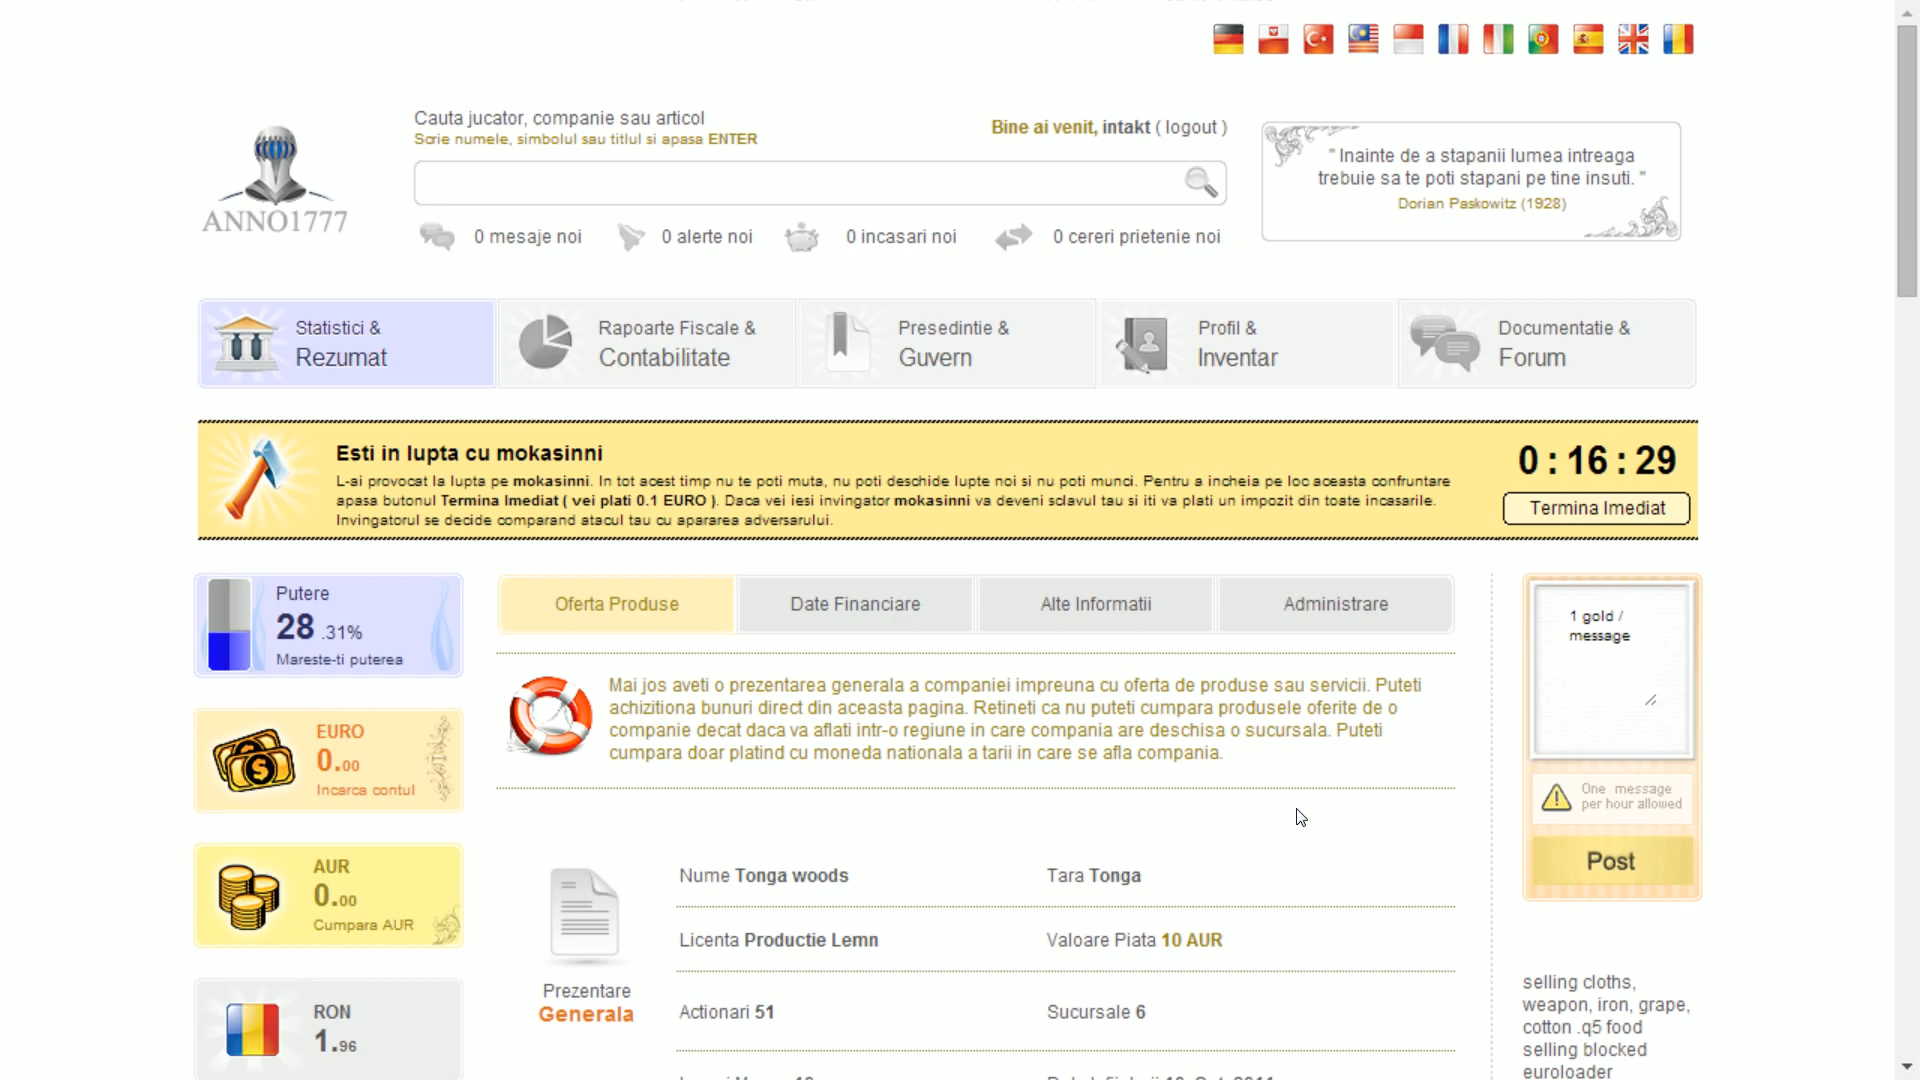 Cauta jucator, companie sau articol
Scrie numele, simbolul sau titlul si apasa ENTER
Bine ai venit, intakt ( logout )
" Inainte de a stapanii lumea intreaga
trebuie sa te poti stapani pe tine insuti. "
Dorian Paskowitz (1928)
ANNO1777
0 mesaje noi
0 alerte noi
0 incasari noi
0 cereri prietenie noi
Statistici &
Rezumat
Rapoarte Fiscale &
Contabilitate
Presedintie &
Guvern
Profil &
Inventar
Documentatie &
Forum
Esti in lupta cu mokasinni
L-ai provocat la lupta pe mokasinni. In tot acest timp nu te poti muta, nu poti deschide lupte noi si nu poti munci. Pentru a incheia pe loc aceasta confruntare
apasa butonul Termina Imediat ( vei plati 0.1 EURO ). Daca vei iesi invingator mokasinni va deveni sclavul tau si iti va plati un impozit din toate incasarile.
Invingatorul se decide comparand atacul tau cu apararea adversarului.
0 : 16 : 29
Termina Imediat
Putere
28 .31%
Mareste-ti puterea
EURO
0.00
Incarca contul
AUR
0.00
Cumpara AUR
RON
1.96
Oferta Produse
Date Financiare
Alte Informatii
Administrare
Mai jos aveti o prezentarea generala a companiei impreuna cu oferta de produse sau servicii. Puteti
achizitiona bunuri direct din aceasta pagina. Retineti ca nu puteti cumpara produsele oferite de o
companie decat daca va aflati intr-o regiune in care compania are deschisa o sucursala. Puteti
cumpara doar platind cu moneda nationala a tarii in care se afla compania.
Prezentare
Generala
Nume Tonga woods
Tara Tonga
Licenta Productie Lemn
Valoare Piata 10 AUR
Actionari 51
Sucursale 6
1 gold /
message
One message
per hour allowed
Post
selling cloths,
weapon, iron, grape,
cotton .q5 food
selling blocked
euroloader